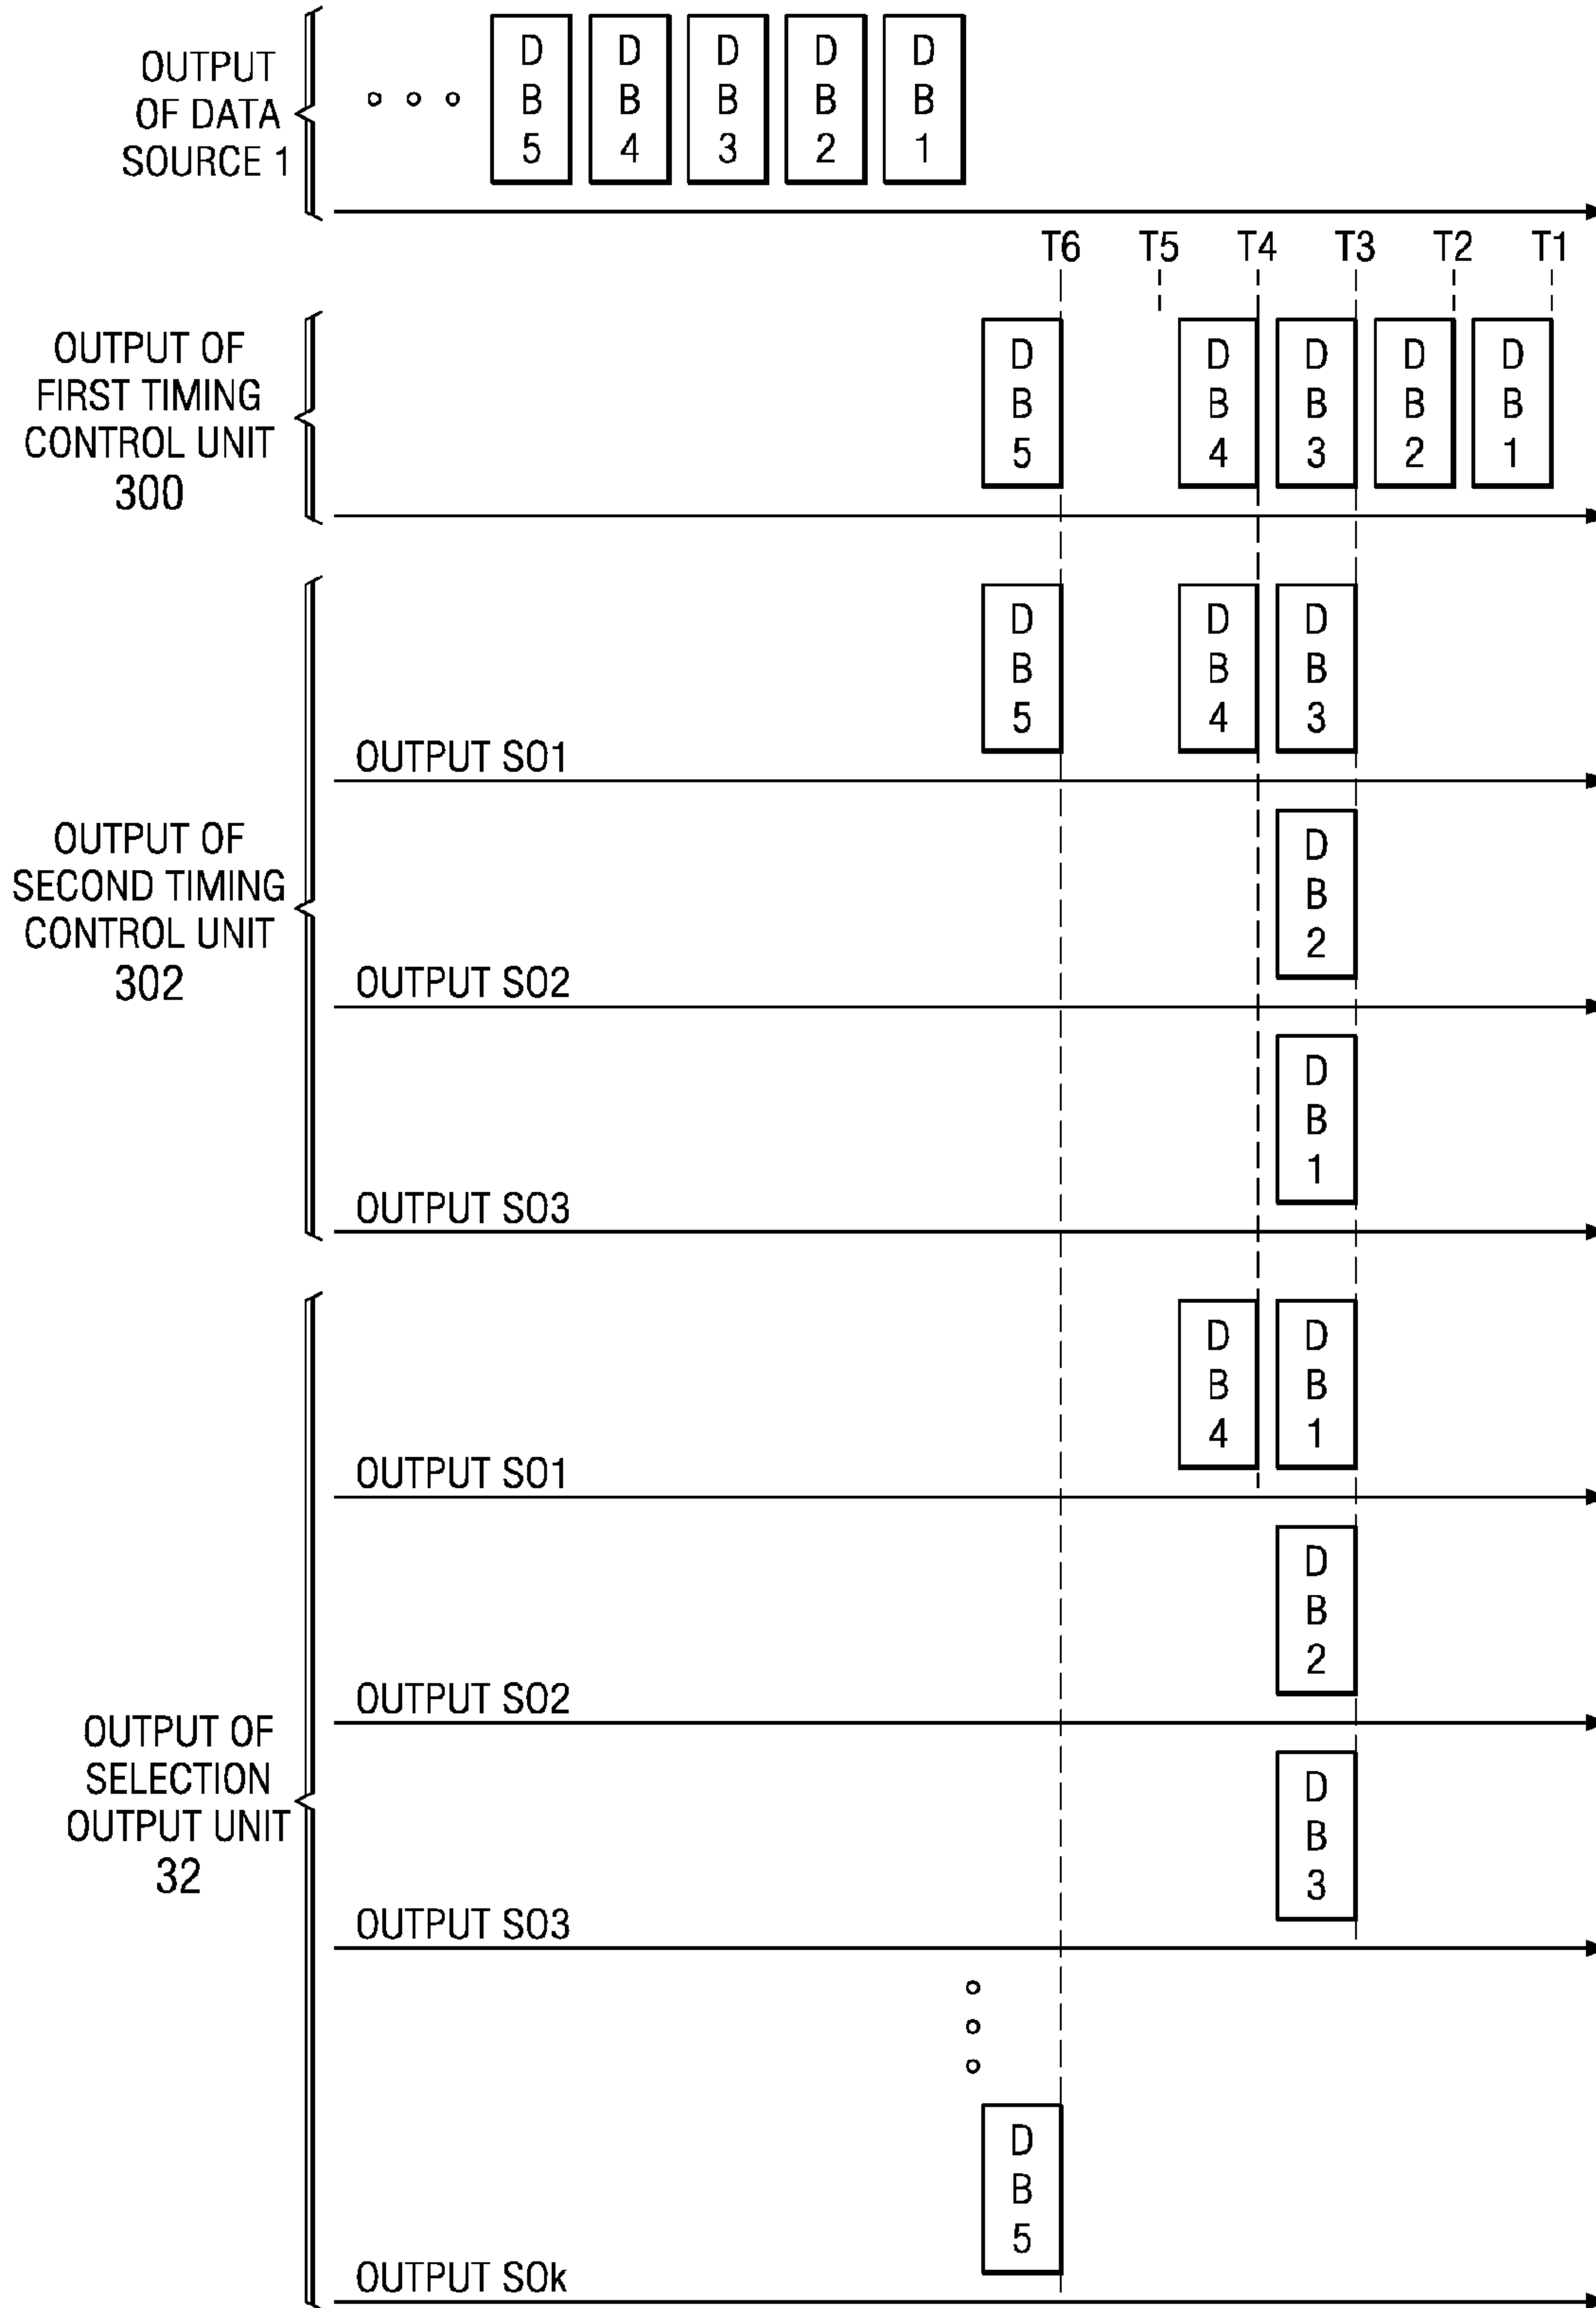 OUTPUT
OF DATA
SOURCE 1
D B 5
D B 4
D B 3
D B 2
D B 1
T6 T5 T4 T3 T2 T1
OUTPUT OF
FIRST TIMING
CONTROL UNIT
300
D B 5
D B 4
D B 3
D B 2
D B 1
OUTPUT OF
SECOND TIMING
CONTROL UNIT
302
D B 5
D B 4
D B 3
OUTPUT SO1
D B 2
OUTPUT SO2
D B 1
OUTPUT SO3
OUTPUT OF
SELECTION
OUTPUT UNIT
32
D B 4
D B 1
OUTPUT SO1
D B 2
OUTPUT SO2
D B 3
OUTPUT SO3
D B 5
OUTPUT SOk